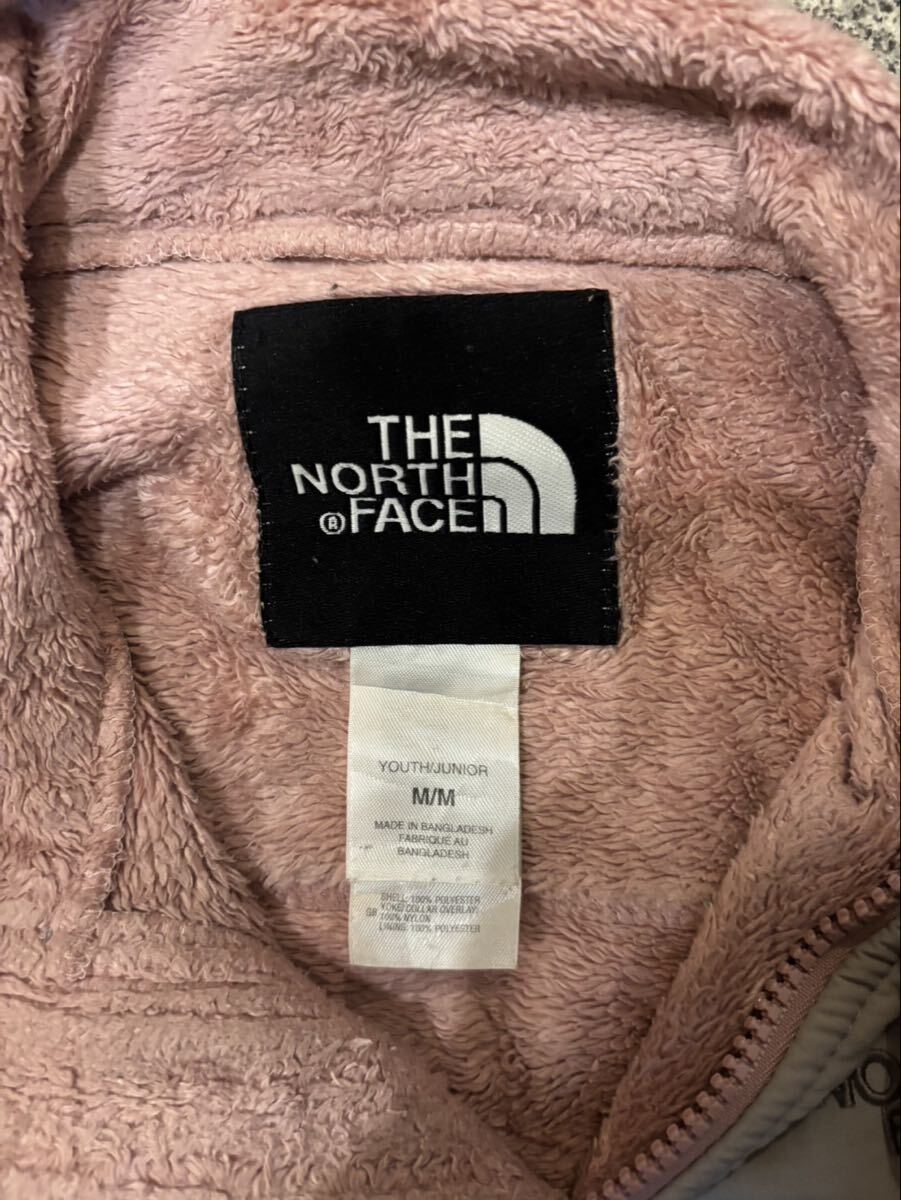 THE
NORTH
® FACE
YOUTH/JUNIOR
M/M
MADE IN BANGLADESH
FABRIQUE AU
BANGLADESH
SHELL: 100% POLYESTER
YOKE/COLLAR OVERLAY:
GB 100% NYLON
LINING: 100% POLYESTER